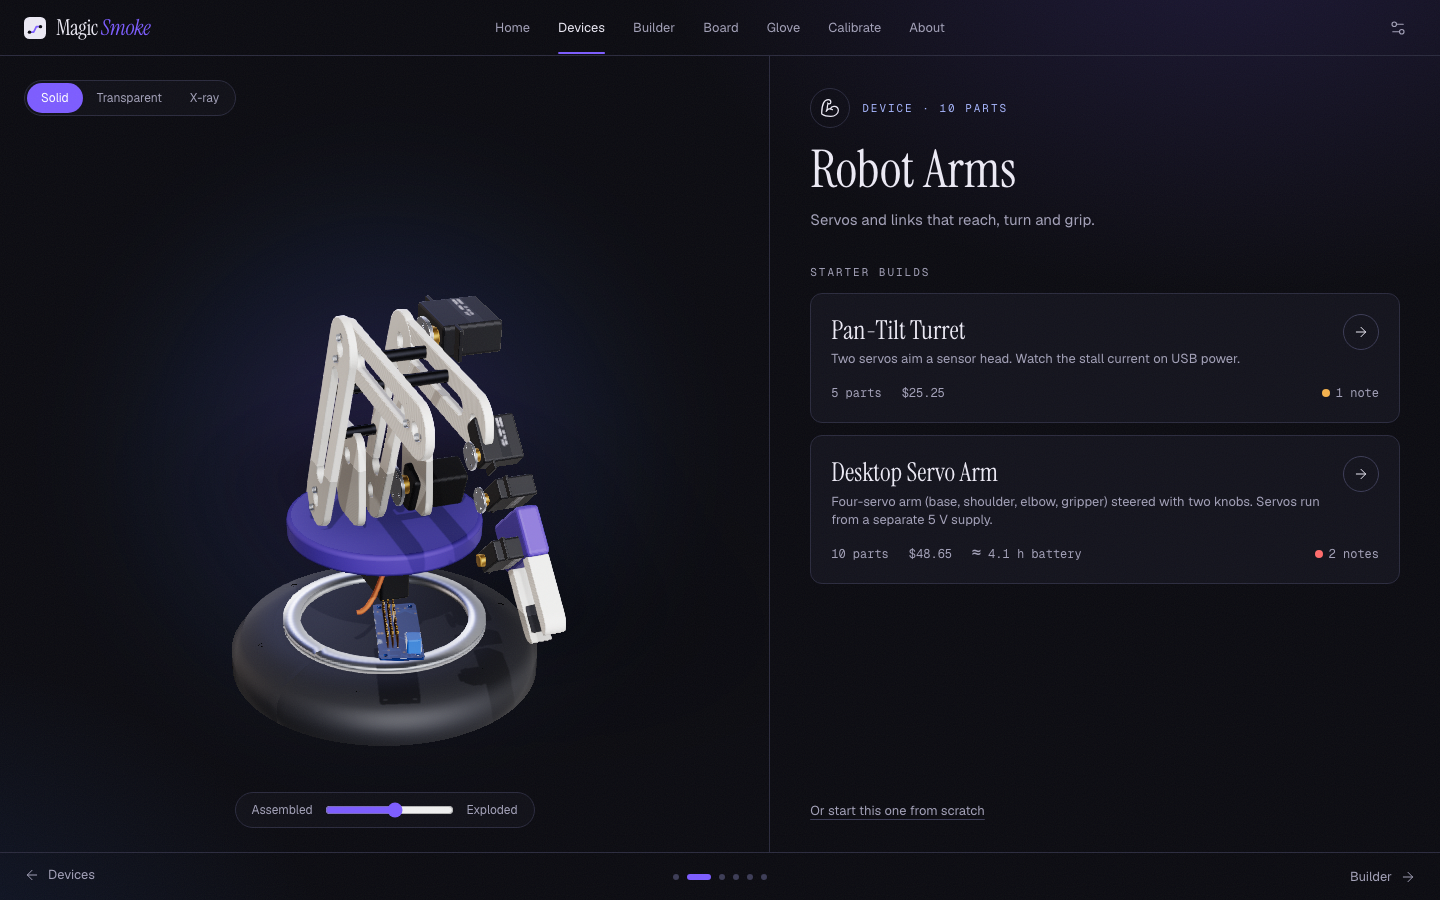 Magic Smoke
Home
Devices
Builder
Board
Glove
Calibrate
About
Solid
Transparent
X-ray
Assembled
Exploded
DEVICE · 10 PARTS
Robot Arms
Servos and links that reach, turn and grip.
STARTER BUILDS
Pan-Tilt Turret
Two servos aim a sensor head. Watch the stall current on USB power.
5 parts
$25.25
1 note
Desktop Servo Arm
Four-servo arm (base, shoulder, elbow, gripper) steered with two knobs. Servos run
from a separate 5 V supply.
10 parts
$48.65
≈ 4.1 h battery
2 notes
Or start this one from scratch
Devices
Builder